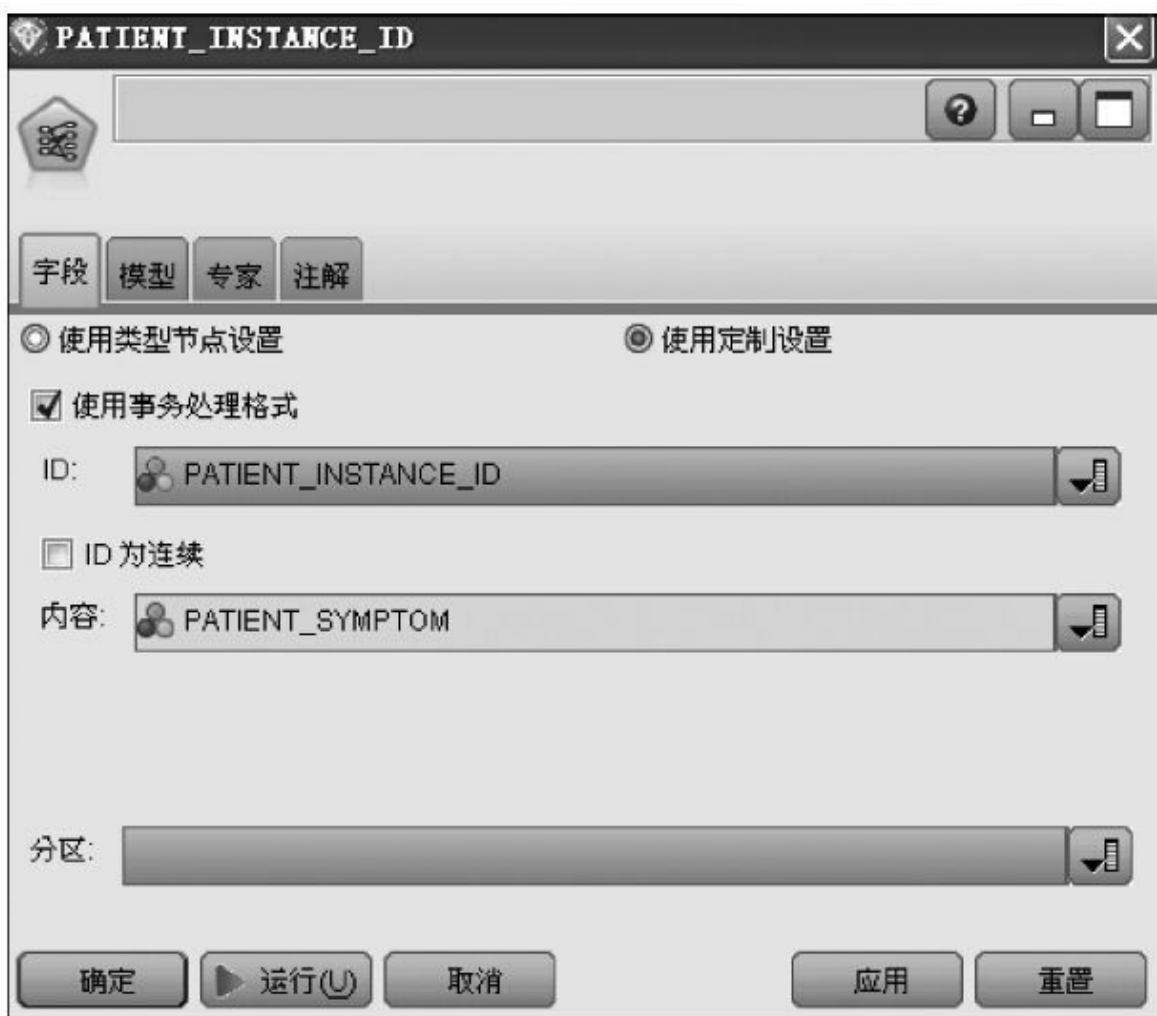 PATIENT_INSTANCE_ID
字段 模型 专家 注解
使用类型节点设置 使用定制设置
使用事务处理格式
ID: PATIENT_INSTANCE_ID
ID 为连续
内容: PATIENT_SYMPTOM
分区:
确定 运行(U) 取消 应用 重置